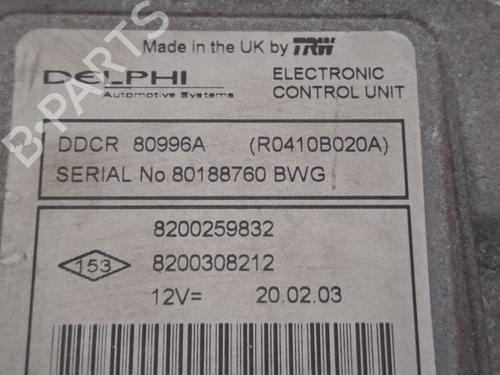 Made in the UK by TRW
DELPHI
Automotive Systems
ELECTRONIC
CONTROL UNIT
B-PARTS
DDCR 80996A (R0410B020A)
SERIAL No 80188760 BWG
8200259832
153
8200308212
12V= 20.02.03